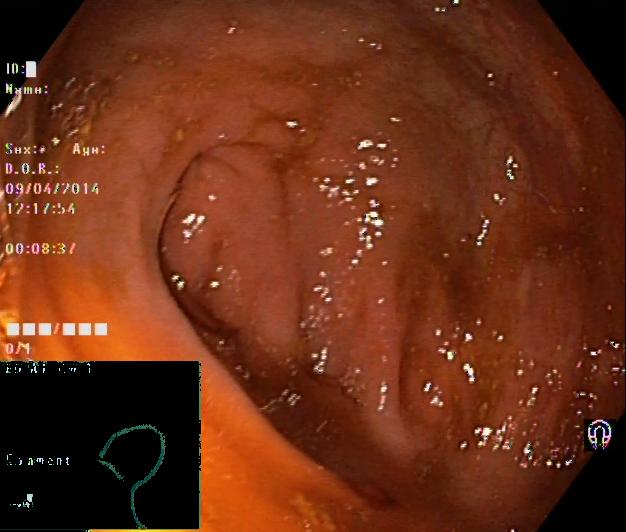 ID:
Name:
Sex: Age:
D.O.B.:
09/04/2014
12:17:54
00:08:37
/
0/1
Comment